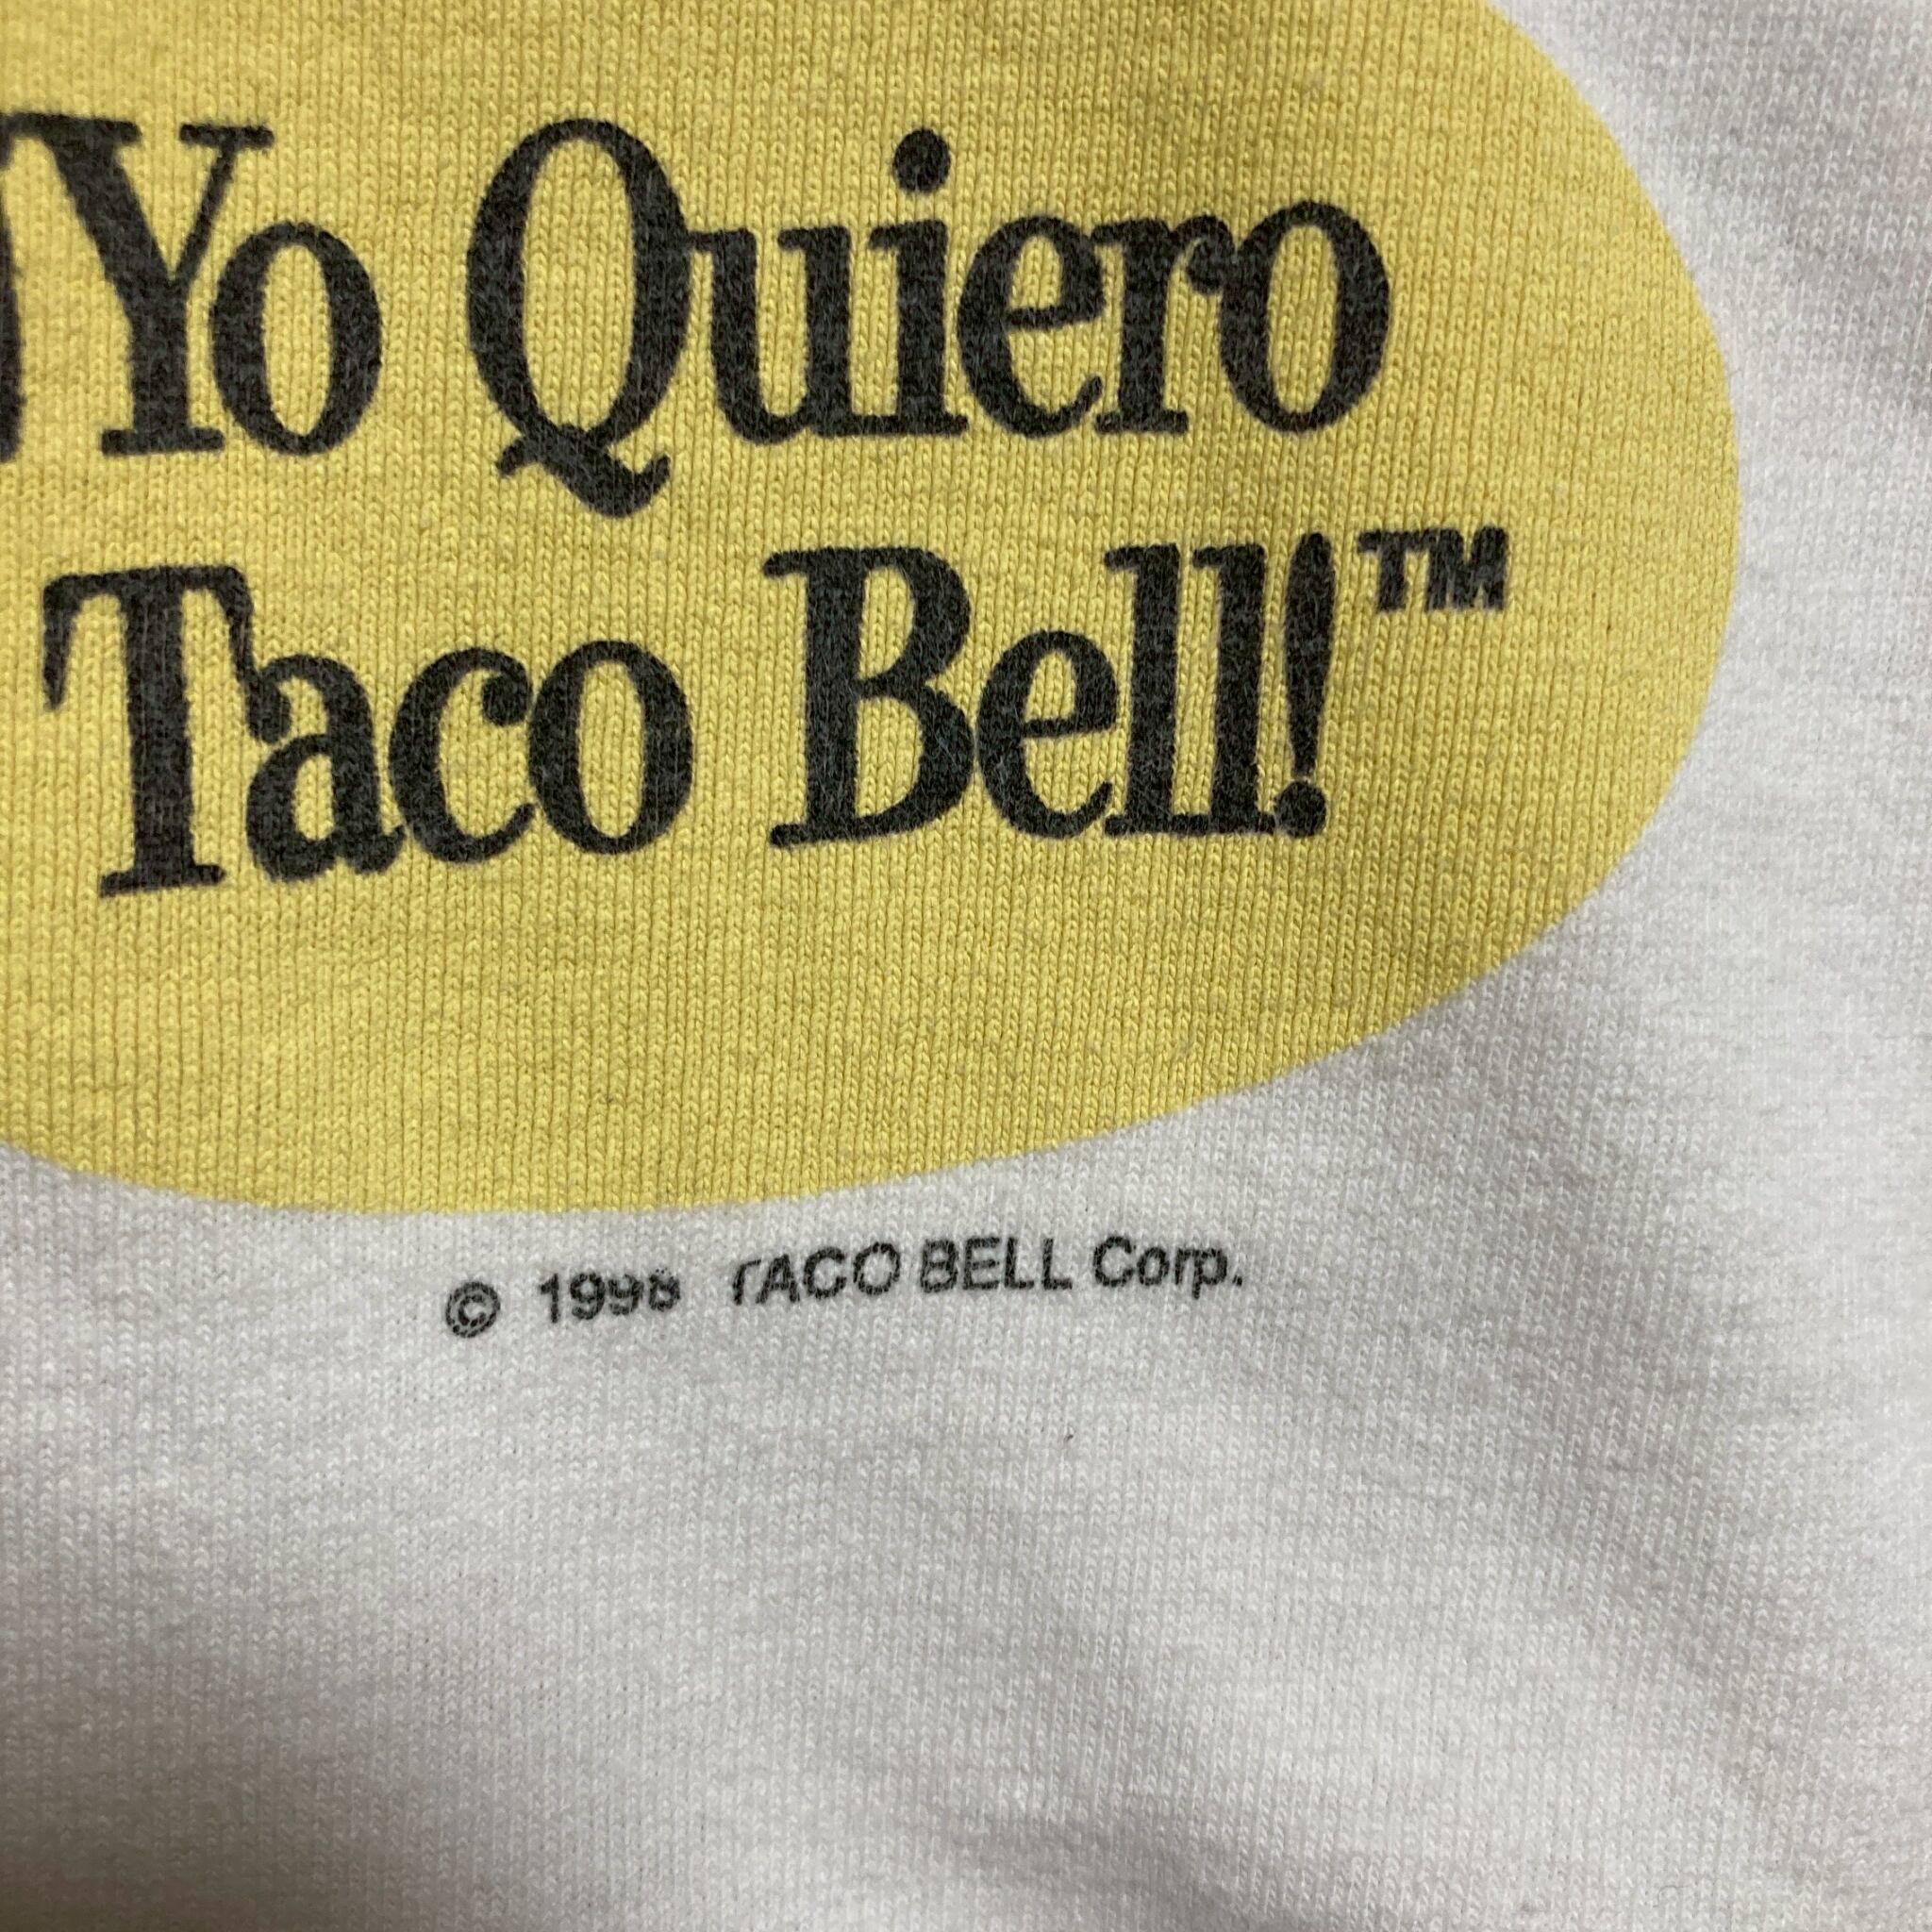 Yo Quiero
Taco Bell!™
© 1998 TACO BELL Corp.